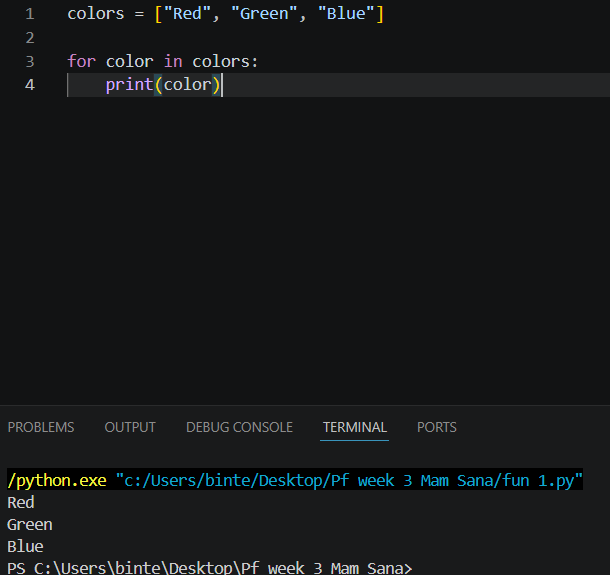 1 colors = ["Red", "Green", "Blue"]
2
3 for color in colors:
4     print(color)
PROBLEMS OUTPUT DEBUG CONSOLE TERMINAL PORTS
/python.exe "c:/Users/binte/Desktop/Pf week 3 Mam Sana/fun 1.py"
Red
Green
Blue
PS C:\Users\binte\Desktop\Pf week 3 Mam Sana>